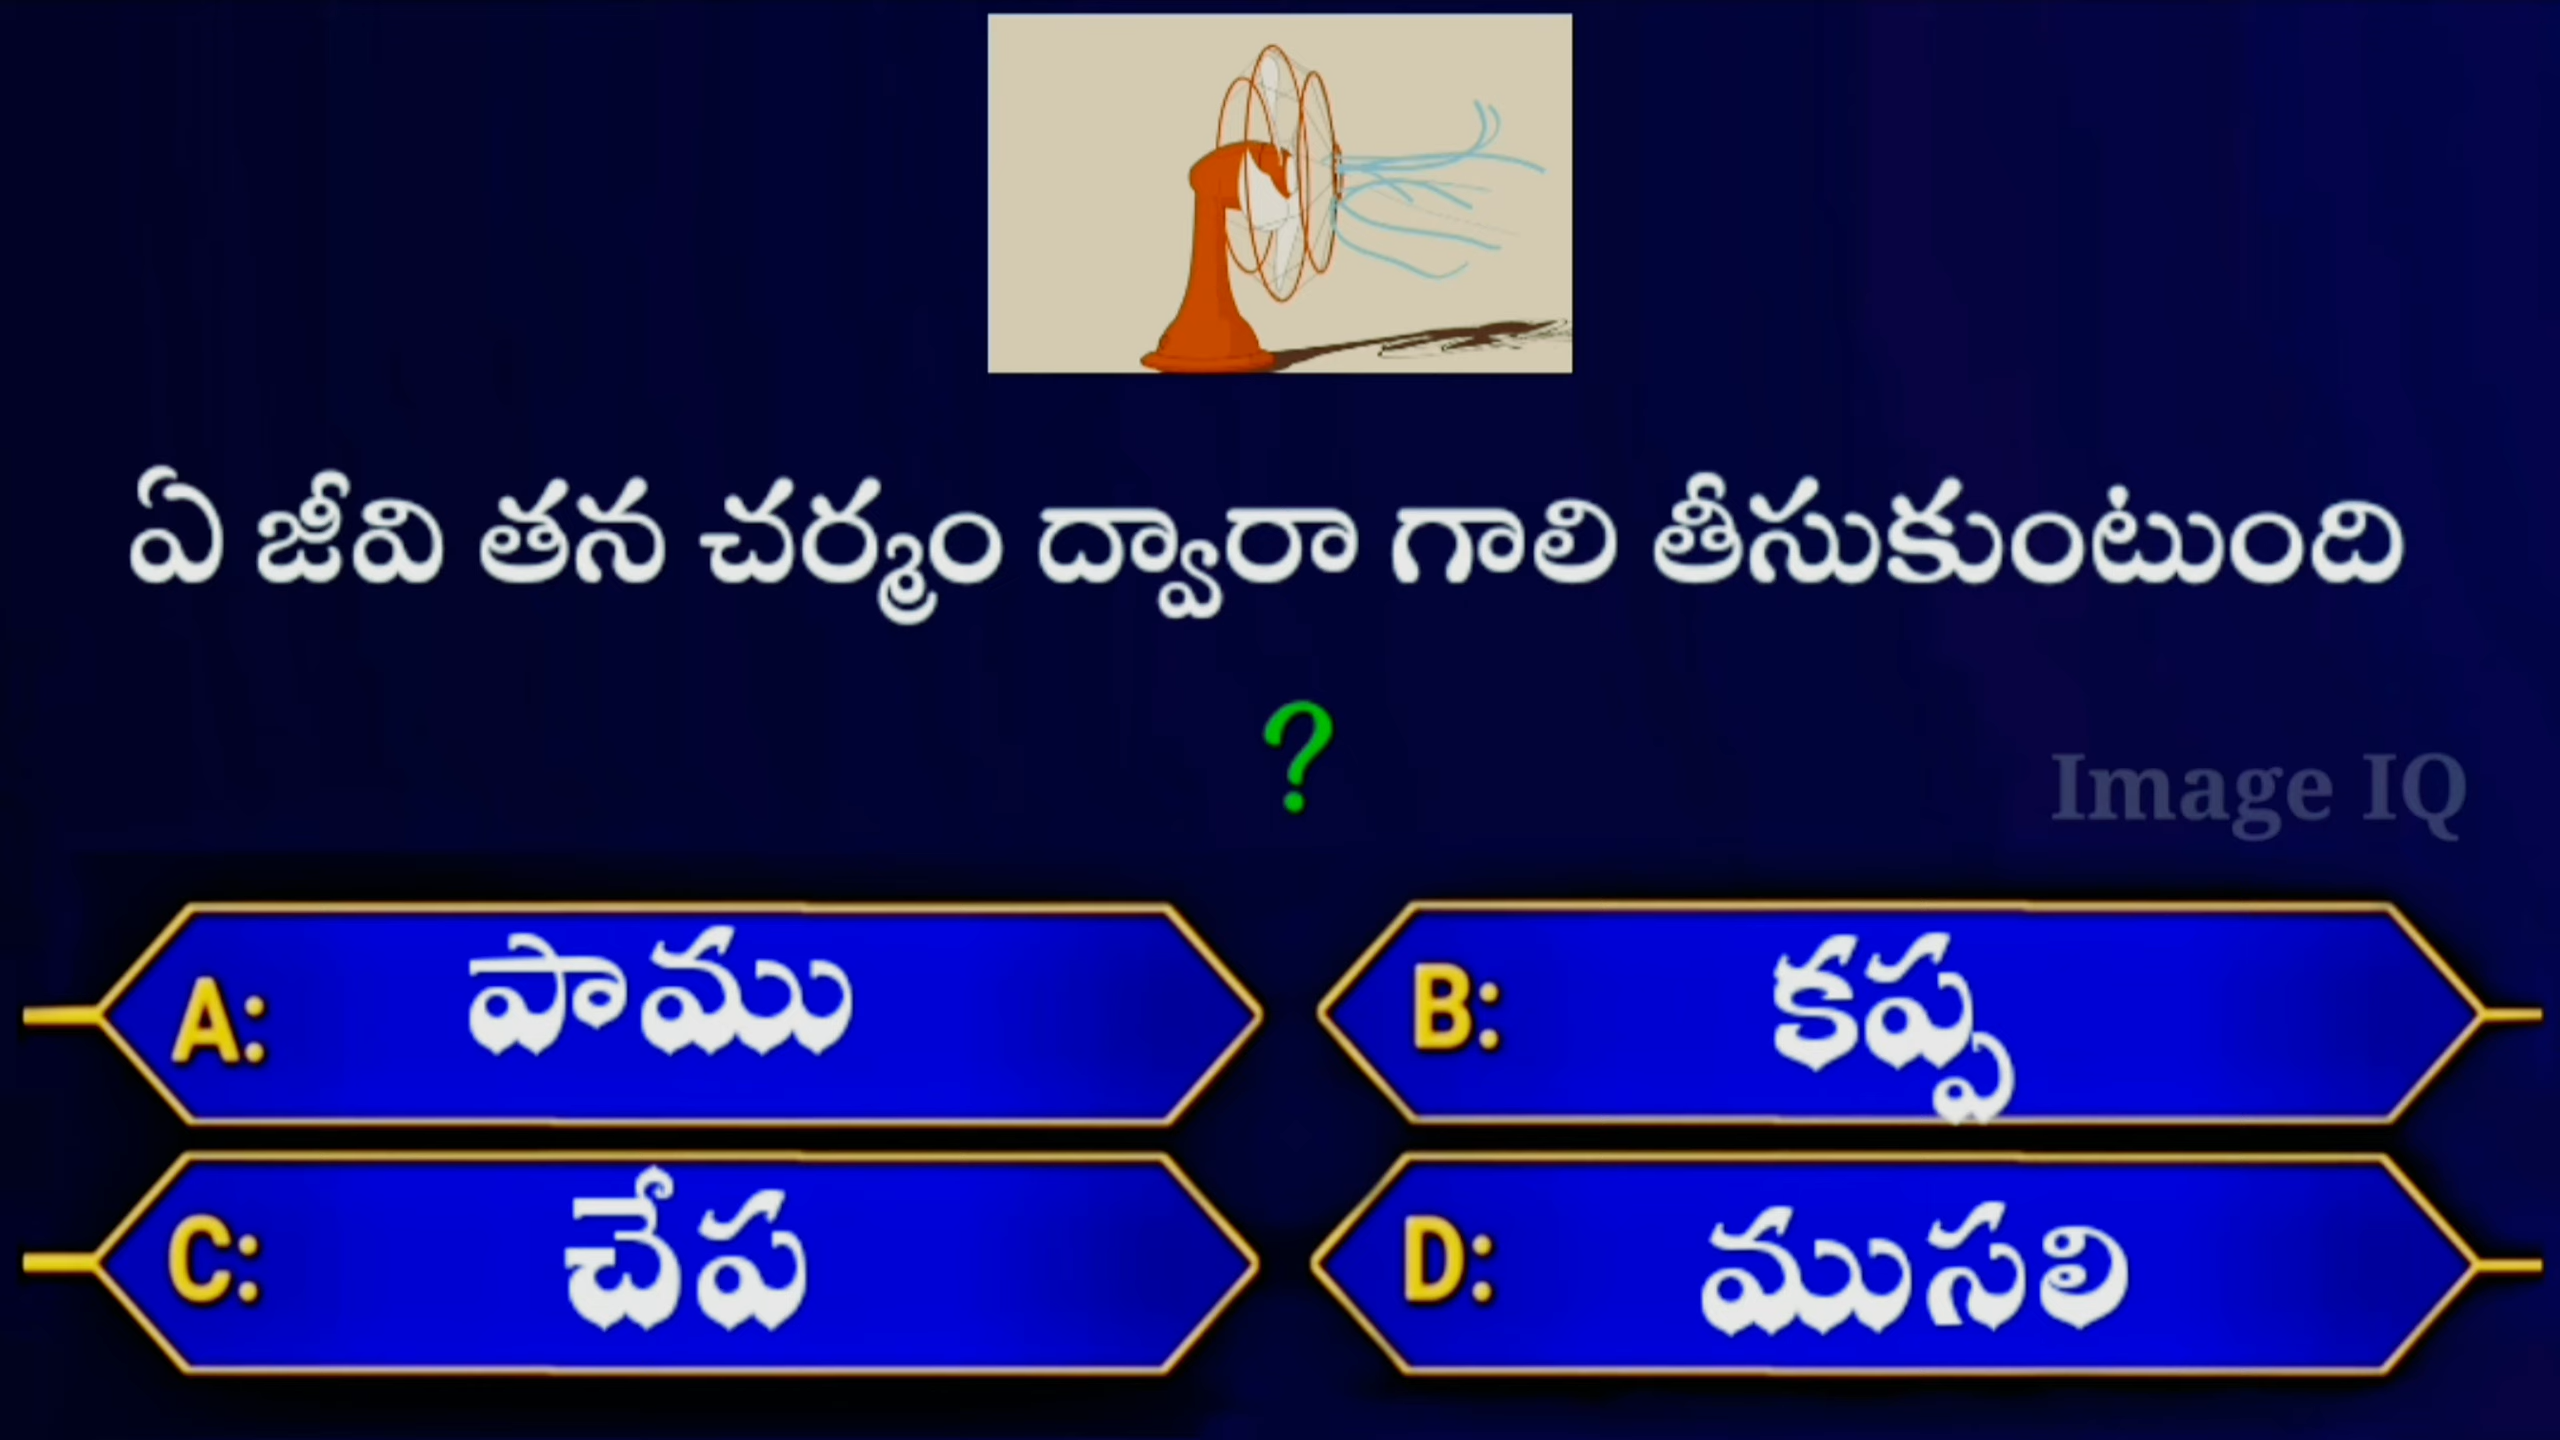 ఏ జీవి తన చర్మం ద్వారా గాలి తీసుకుంటుంది
?
Image IQ
A: పాము
B: కప్ప
C: చేప
D: ముసలి